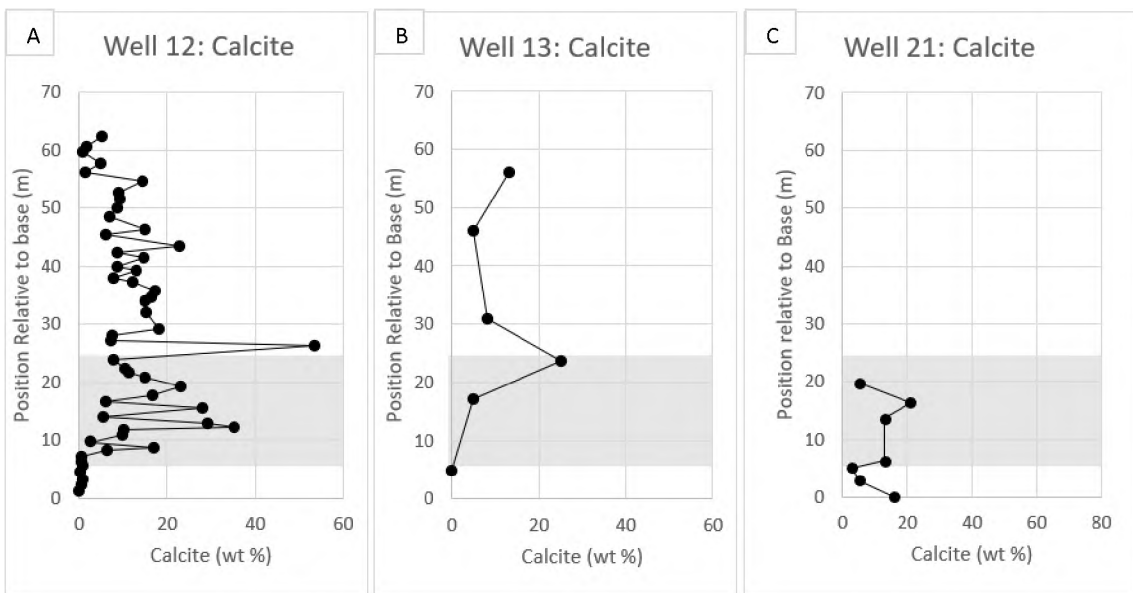 A
Well 12: Calcite
Position Relative to base (m)
70
60
50
40
30
20
10
0
0 20 40 60
Calcite (wt %)
B
Well 13: Calcite
Position Relative to Base (m)
70
60
50
40
30
20
10
0
0 20 40 60
Calcite (wt %)
C
Well 21: Calcite
Position relative to Base (m)
70
60
50
40
30
20
10
0
0 20 40 60 80
Calcite (wt %)